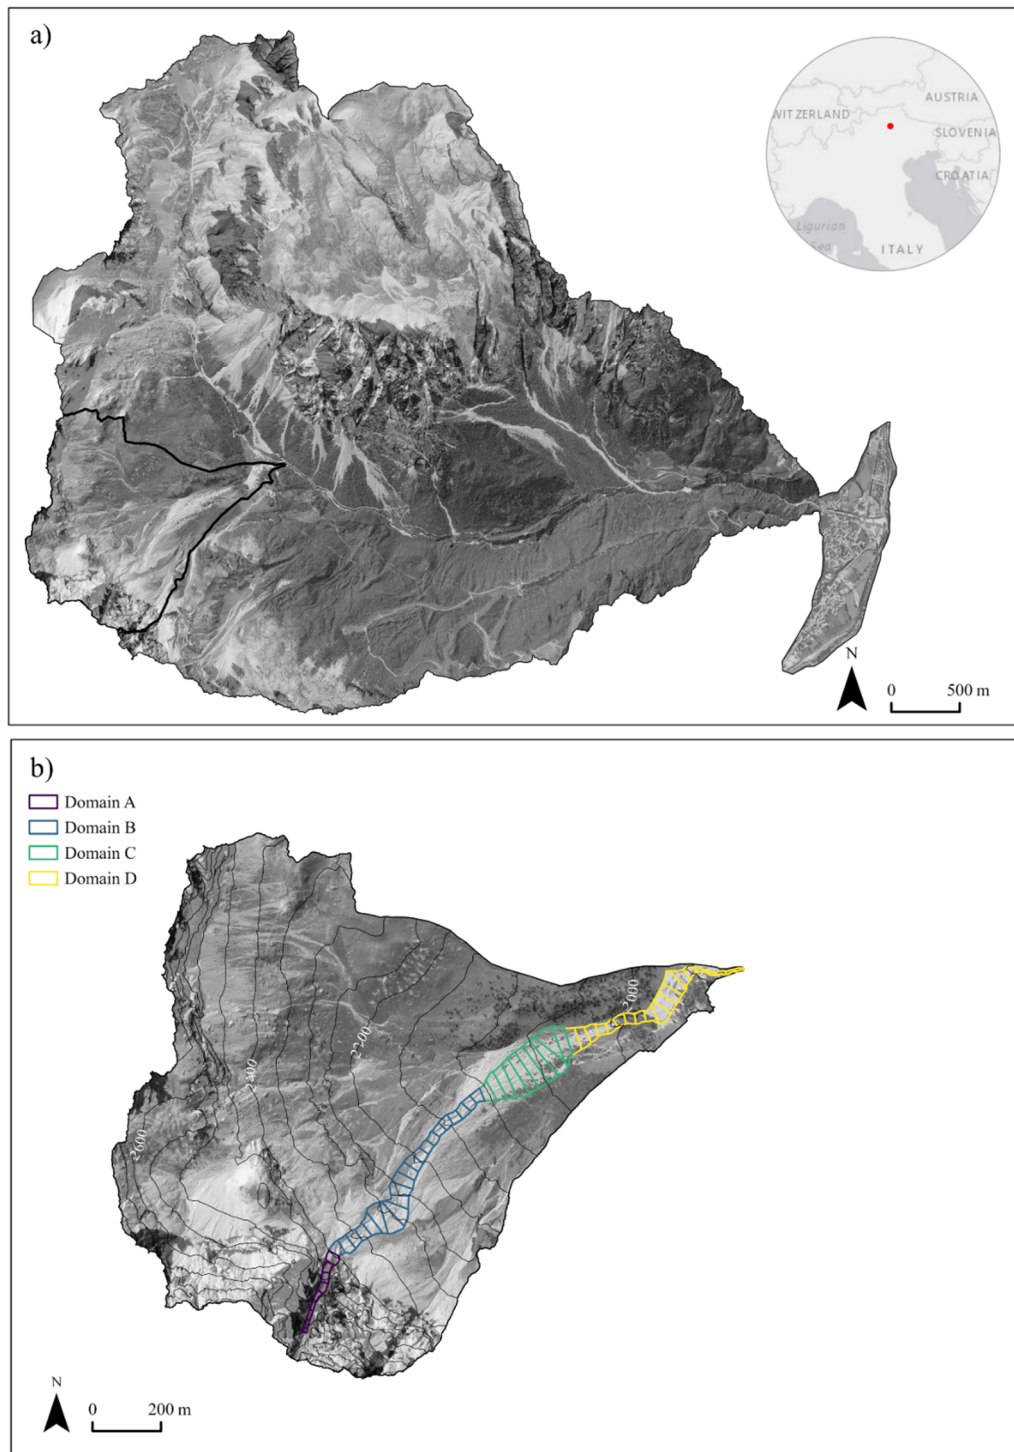 a)
WITZERLAND
AUSTRIA
SLOVENIA
CROATIA
Ligurian
Sea
ITALY
N
0 500 m
b)
Domain A
Domain B
Domain C
Domain D
2000
2200
2400
2600
N
0 200 m